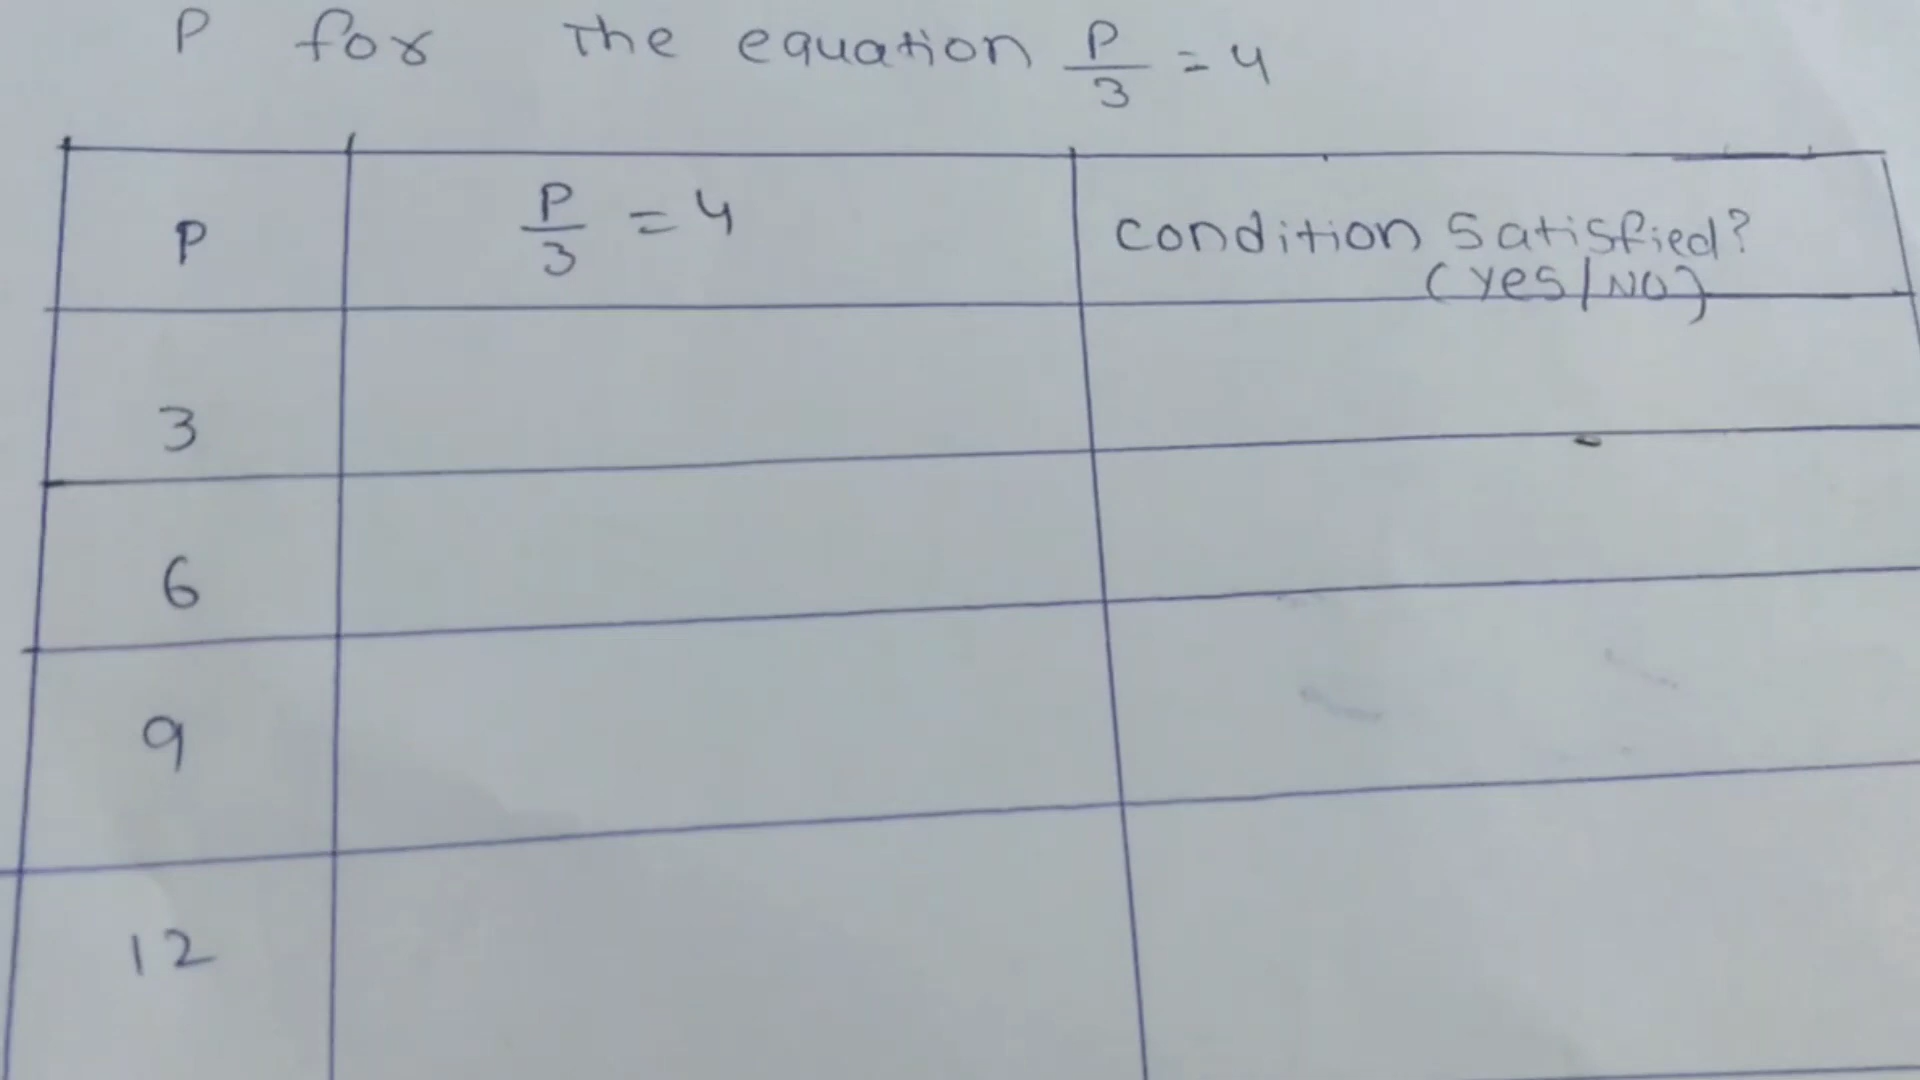 P for The equation P/3 = 4
P P/3 = 4 Condition Satisfied?
(Yes/No)
3
6
9
12